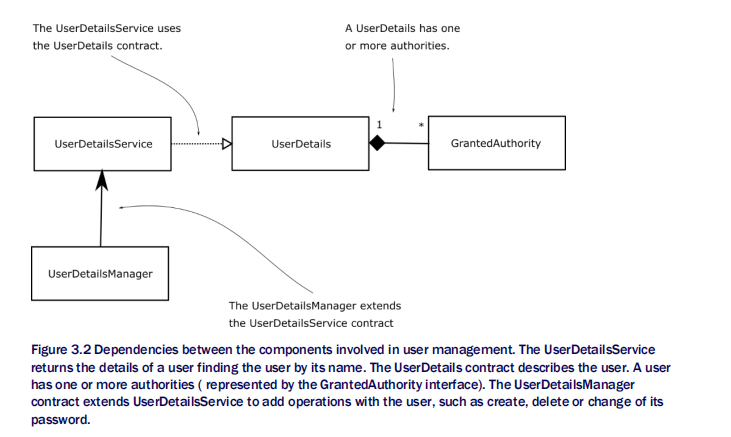 The UserDetailsService uses
the UserDetails contract.
A UserDetails has one
or more authorities.
1
*
UserDetailsService
UserDetails
GrantedAuthority
UserDetailsManager
The UserDetailsManager extends
the UserDetailsService contract
Figure 3.2 Dependencies between the components involved in user management. The UserDetailsService
returns the details of a user finding the user by its name. The UserDetails contract describes the user. A user
has one or more authorities ( represented by the GrantedAuthority interface). The UserDetailsManager
contract extends UserDetailsService to add operations with the user, such as create, delete or change of its
password.